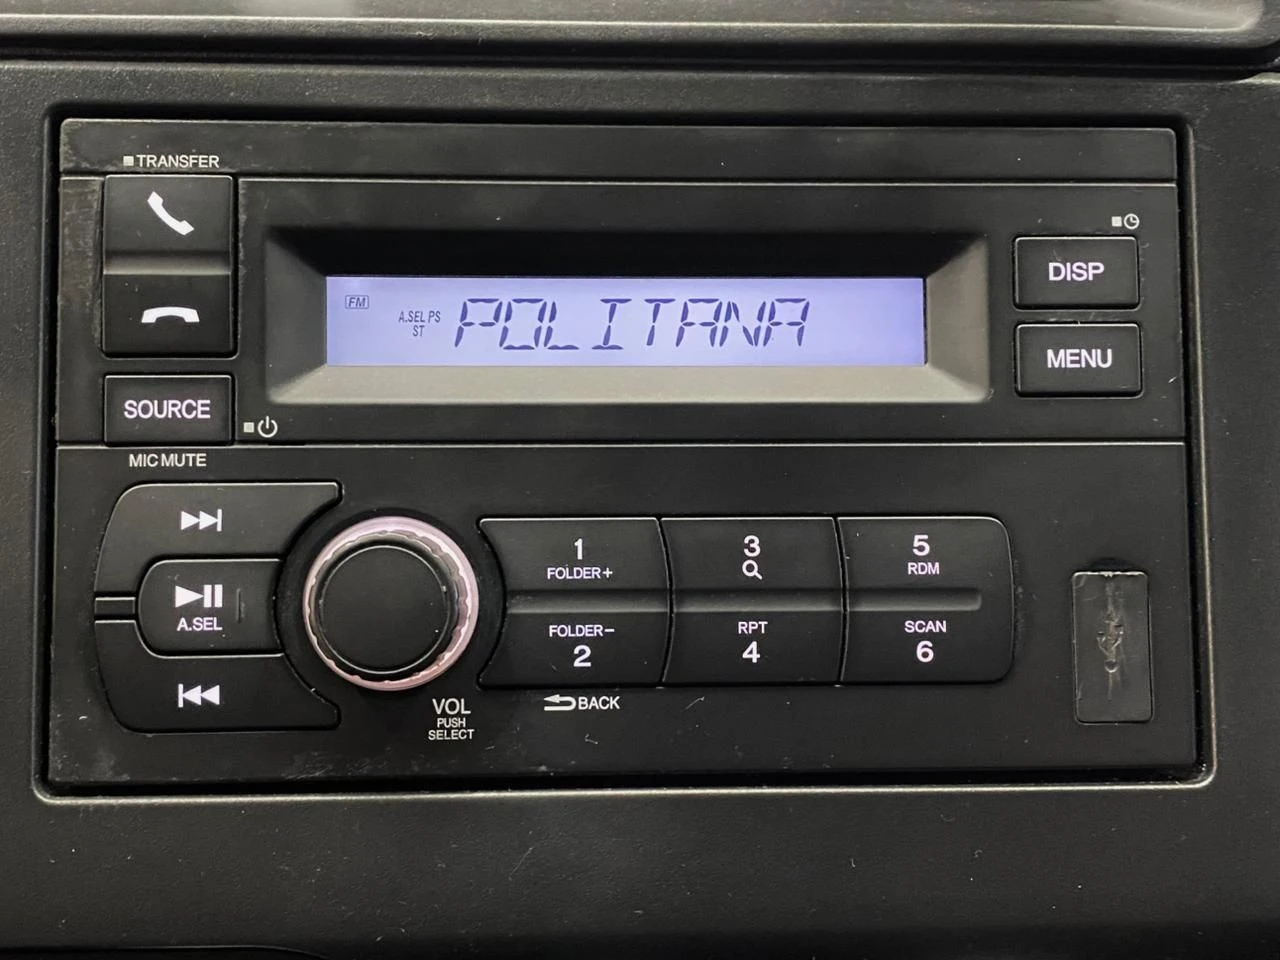 TRANSFER
DISP
FM
A.SEL PS
ST
POLITANA
MENU
SOURCE
MIC MUTE
1
FOLDER+
3
5
RDM
A.SEL
FOLDER−
2
RPT
4
SCAN
6
BACK
VOL
PUSH
SELECT